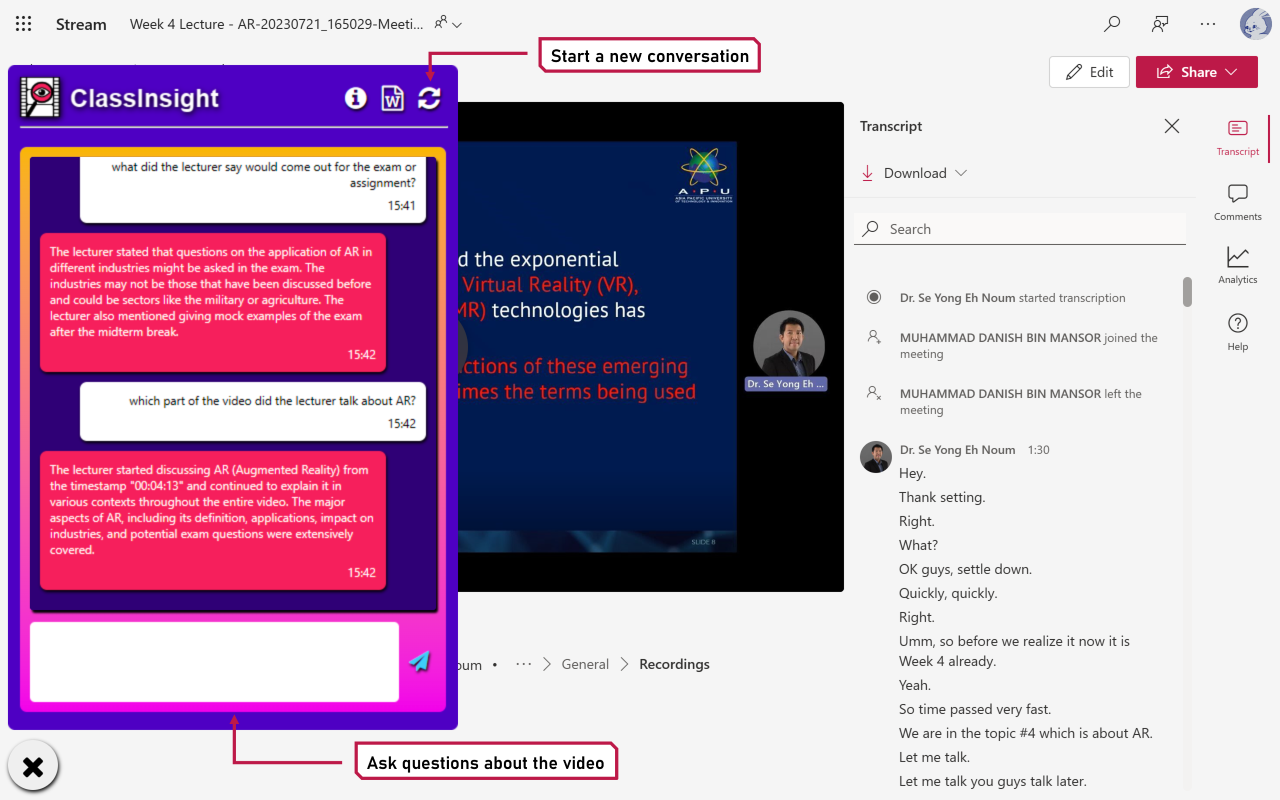 Stream
Week 4 Lecture - AR-20230721_165029-Meeti...
Start a new conversation
Edit
Share
ClassInsight
what did the lecturer say would come out for the exam or
assignment?
15:41
The lecturer stated that questions on the application of AR in
different industries might be asked in the exam. The
industries may not be those that have been discussed before
and could be sectors like the military or agriculture. The
lecturer also mentioned giving mock examples of the exam
after the midterm break.
15:42
which part of the video did the lecturer talk about AR?
15:42
The lecturer started discussing AR (Augmented Reality) from
the timestamp "00:04:13" and continued to explain it in
various contexts throughout the entire video. The major
aspects of AR, including its definition, applications, impact on
industries, and potential exam questions were extensively
covered.
15:42
Ask questions about the video
A·P·U
ASIA PACIFIC UNIVERSITY
OF TECHNOLOGY & INNOVATION
d the exponential
Virtual Reality (VR),
MR) technologies has
ctions of these emerging
imes the terms being used
SLIDE 8
Dr. Se Yong Eh ...
bum • ··· > General > Recordings
Transcript
Download
Search
Dr. Se Yong Eh Noum started transcription
MUHAMMAD DANISH BIN MANSOR joined the
meeting
MUHAMMAD DANISH BIN MANSOR left the
meeting
Dr. Se Yong Eh Noum 1:30
Hey.
Thank setting.
Right.
What?
OK guys, settle down.
Quickly, quickly.
Right.
Umm, so before we realize it now it is
Week 4 already.
Yeah.
So time passed very fast.
We are in the topic #4 which is about AR.
Let me talk.
Let me talk you guys talk later.
Transcript
Comments
Analytics
Help